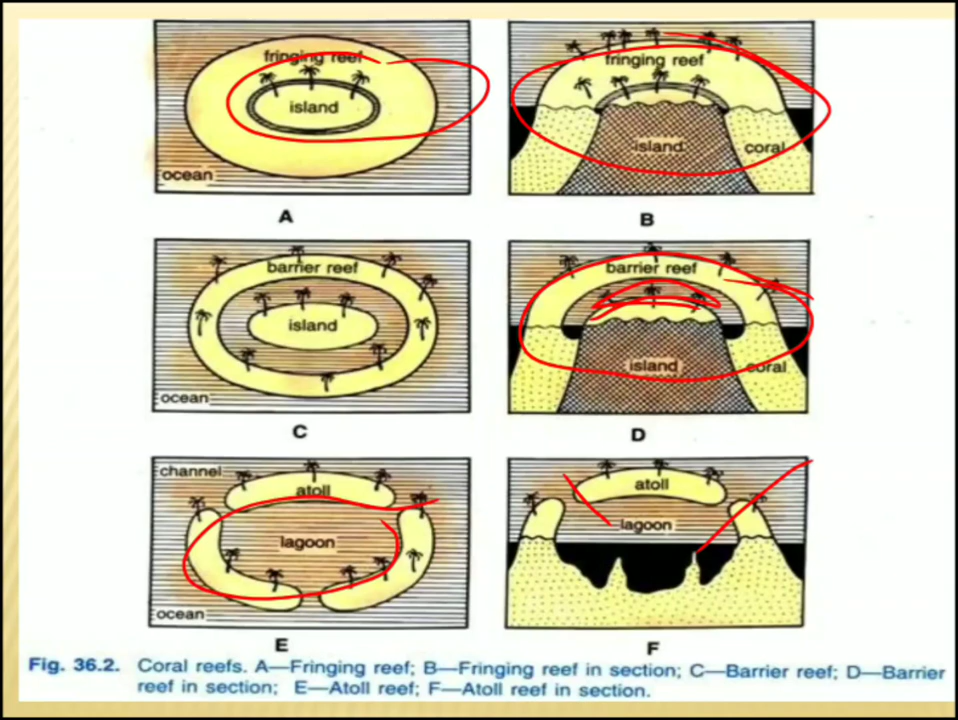 fringing reef
island
ocean
A
fringing reef
island
coral
B
barrier reef
island
ocean
C
barrier reef
island
coral
D
channel
atoll
lagoon
ocean
E
atoll
lagoon
F
Fig. 36.2. Coral reefs. A—Fringing reef; B—Fringing reef in section; C—Barrier reef; D—Barrier
reef in section; E—Atoll reef; F—Atoll reef in section.